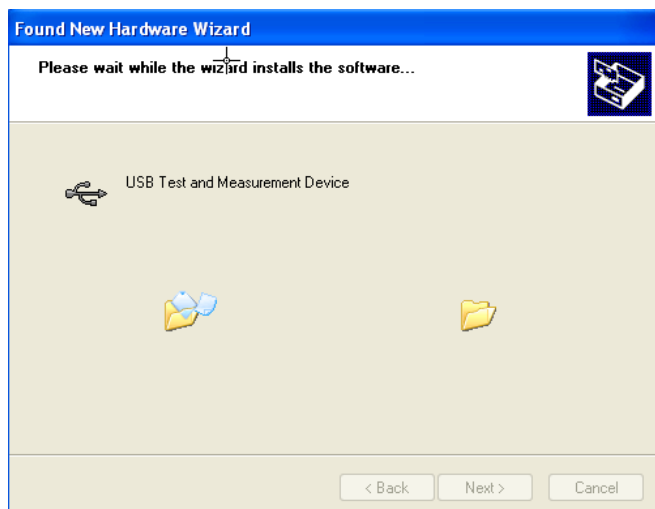 Found New Hardware Wizard
Please wait while the wizard installs the software...
USB Test and Measurement Device
< Back
Next >
Cancel